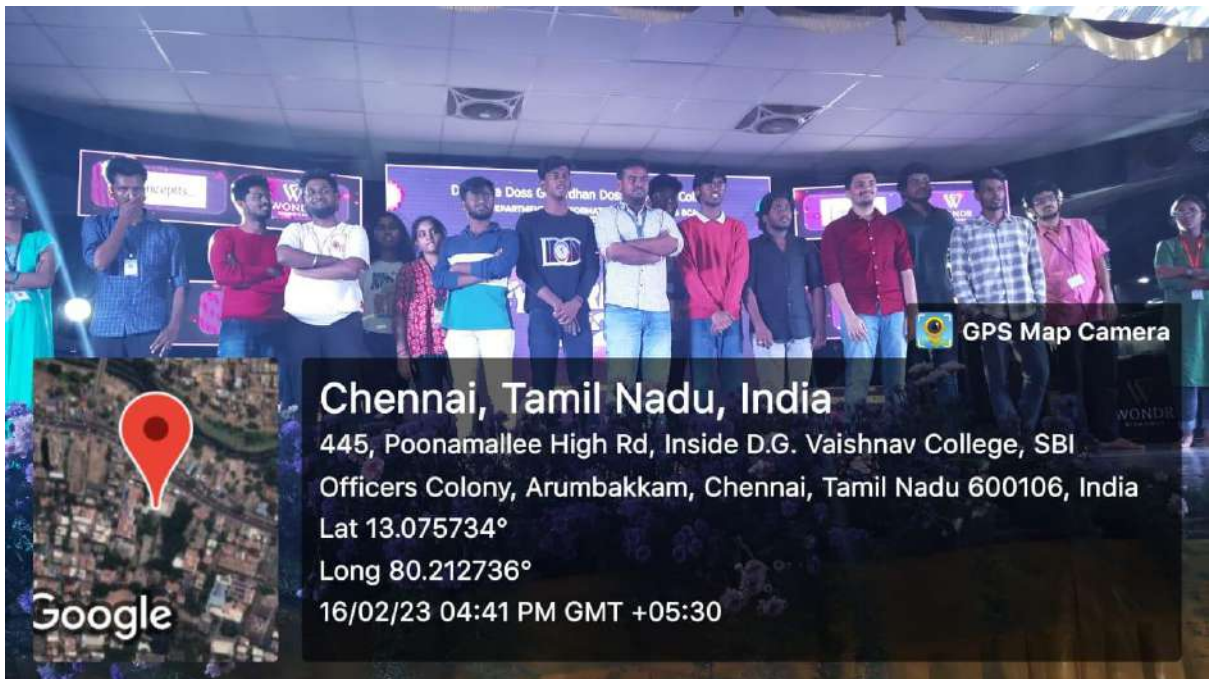 WONDR
GPS Map Camera
Chennai, Tamil Nadu, India
445, Poonamallee High Rd, Inside D.G. Vaishnav College, SBI
Officers Colony, Arumbakkam, Chennai, Tamil Nadu 600106, India
Lat 13.075734°
Long 80.212736°
16/02/23 04:41 PM GMT +05:30
Google
WONDR